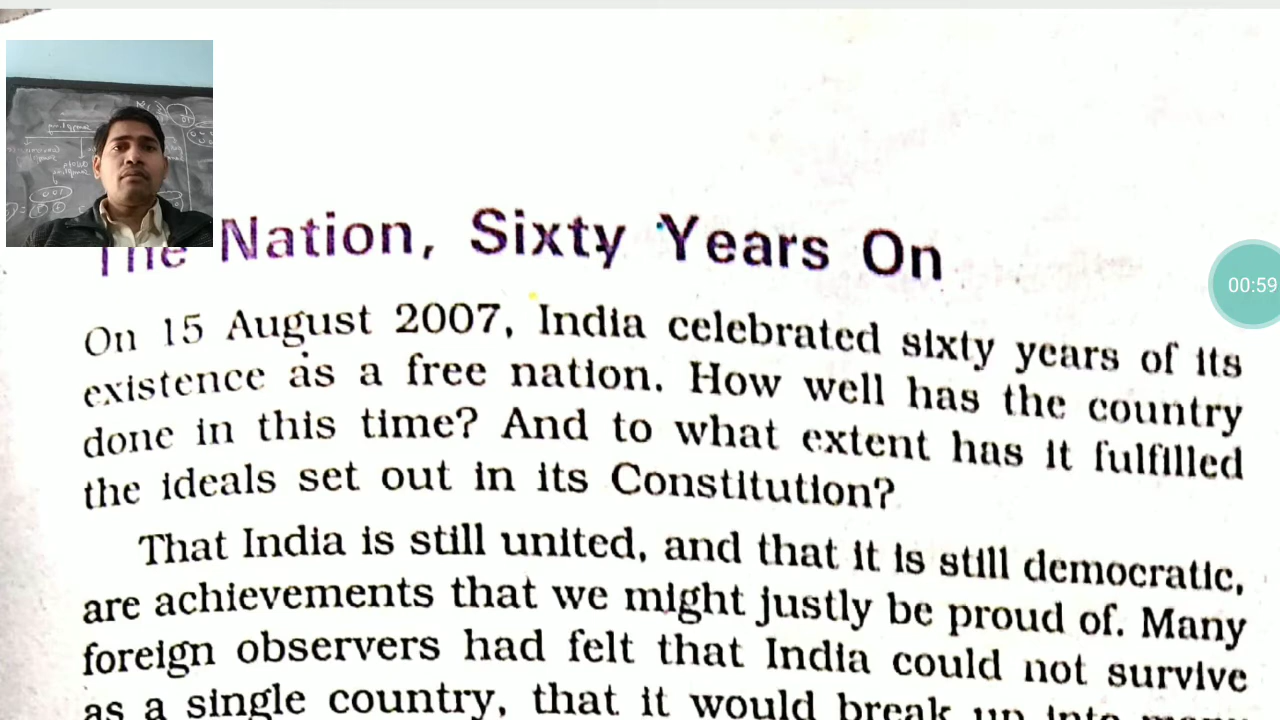 The Nation, Sixty Years On
00:59
On 15 August 2007, India celebrated sixty years of its
existence as a free nation. How well has the country
done in this time? And to what extent has it fulfilled
the ideals set out in its Constitution?
That India is still united, and that it is still democratic,
are achievements that we might justly be proud of. Many
foreign observers had felt that India could not survive
as a single country, that it would break up into many